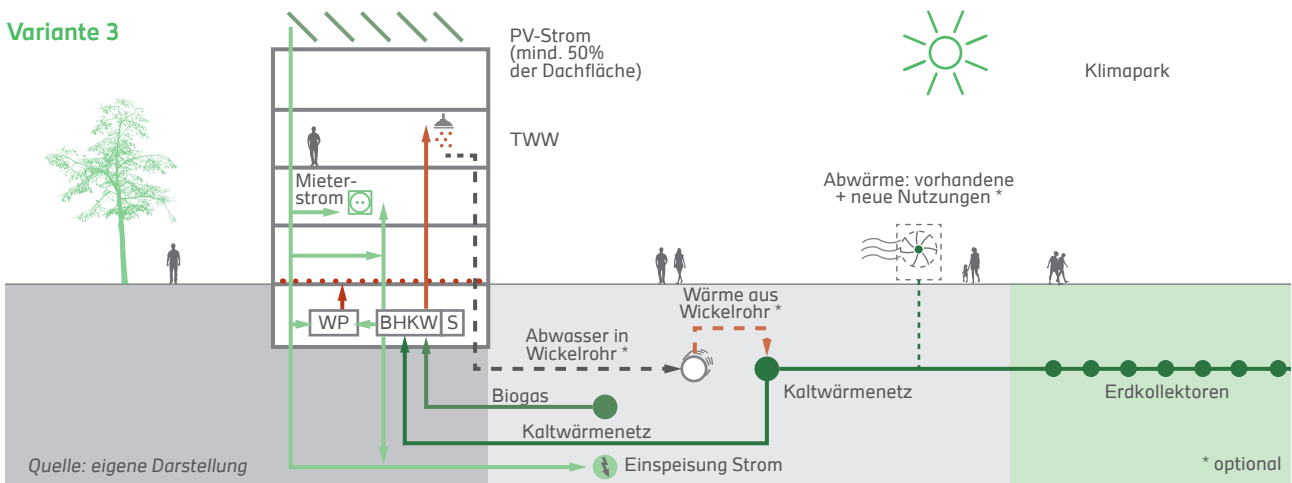 Variante 3
PV-Strom
(mind. 50%
der Dachfläche)
Klimapark
TWW
Mieter-
strom
Abwärme: vorhandene
+ neue Nutzungen *
WP
BHKW
S
Wärme aus
Wickelrohr *
Abwasser in
Wickelrohr *
Biogas
Kaltwärmenetz
Erdkollektoren
Kaltwärmenetz
Quelle: eigene Darstellung
Einspeisung Strom
* optional